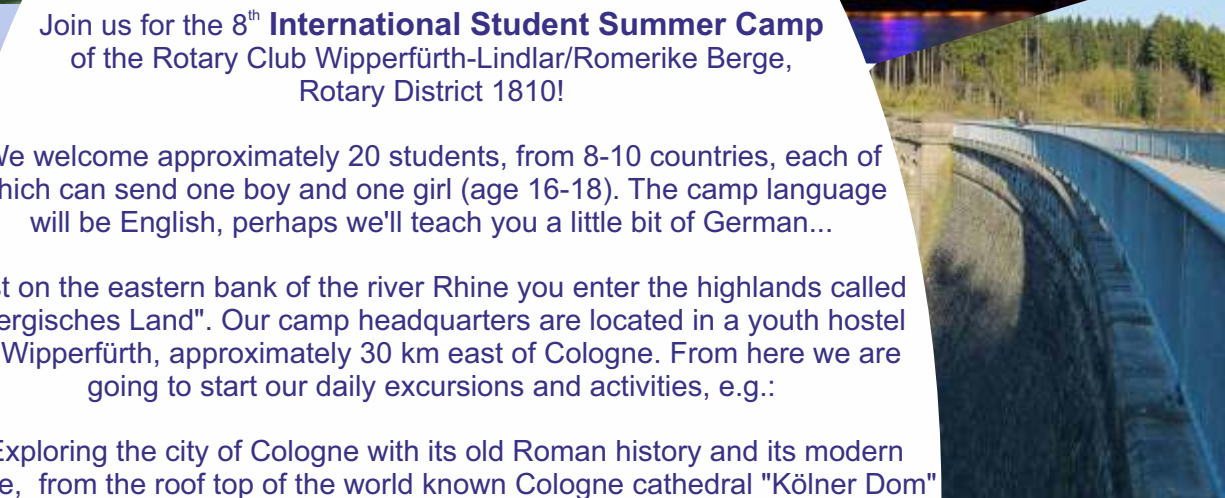 Join us for the 8th International Student Summer Camp
of the Rotary Club Wipperfürth-Lindlar/Romerike Berge,
Rotary District 1810!
We welcome approximately 20 students, from 8-10 countries, each of
which can send one boy and one girl (age 16-18). The camp language
will be English, perhaps we'll teach you a little bit of German...
on the eastern bank of the river Rhine you enter the highlands called
ergisches Land". Our camp headquarters are located in a youth hostel
Wipperfürth, approximately 30 km east of Cologne. From here we are
going to start our daily excursions and activities, e.g.:
Exploring the city of Cologne with its old Roman history and its modern
from the roof top of the world known Cologne cathedral "Kölner Dom"